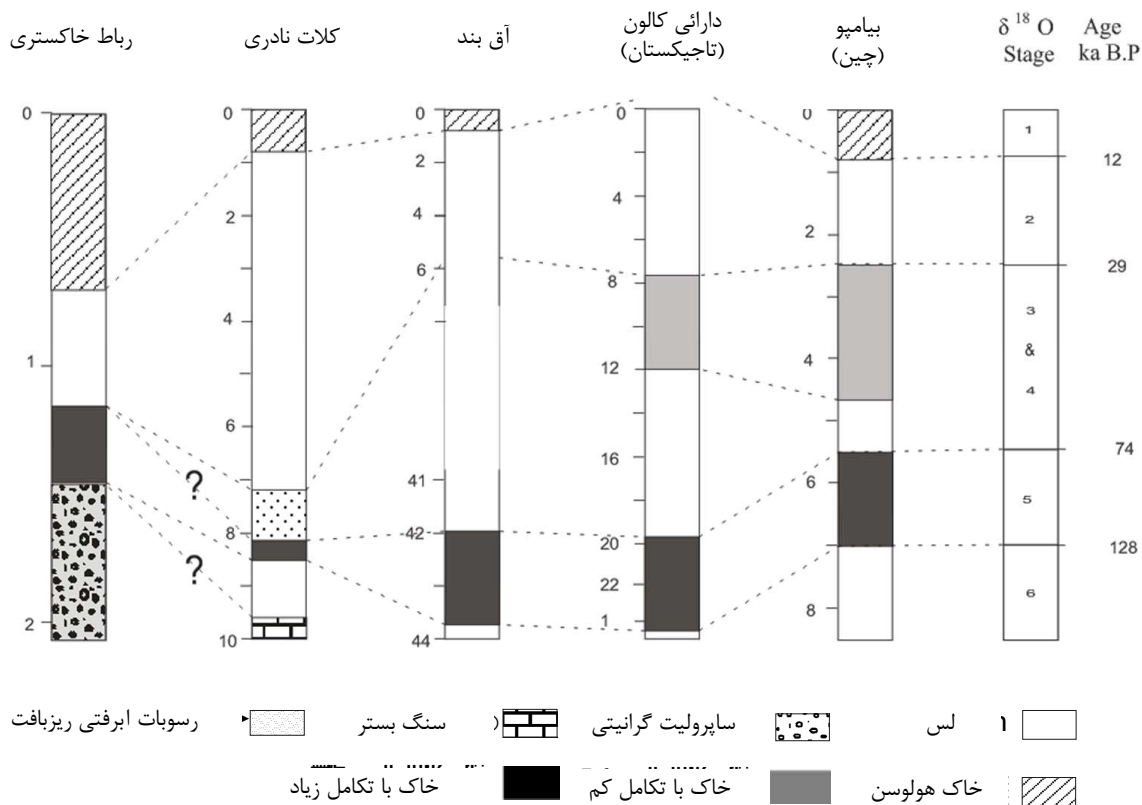 رباط خاکستری
کلات نادری
آق بند
دارائی کالون
(تاجیکستان)
بیامپو
(چین)
δ 18 O
Stage
Age
ka B.P
0
1
2
0
2
4
6
8
10
?
?
0
2
4
6
41
42
44
0
4
8
12
16
20
22
1
0
2
4
6
8
1
2
3
&
4
5
6
12
29
74
128
لس
ساپرولیت گرانیتی
سنگ بستر
رسوبات ابرفتی ریزبافت
خاک هولوسن
خاک با تکامل کم
خاک با تکامل زیاد